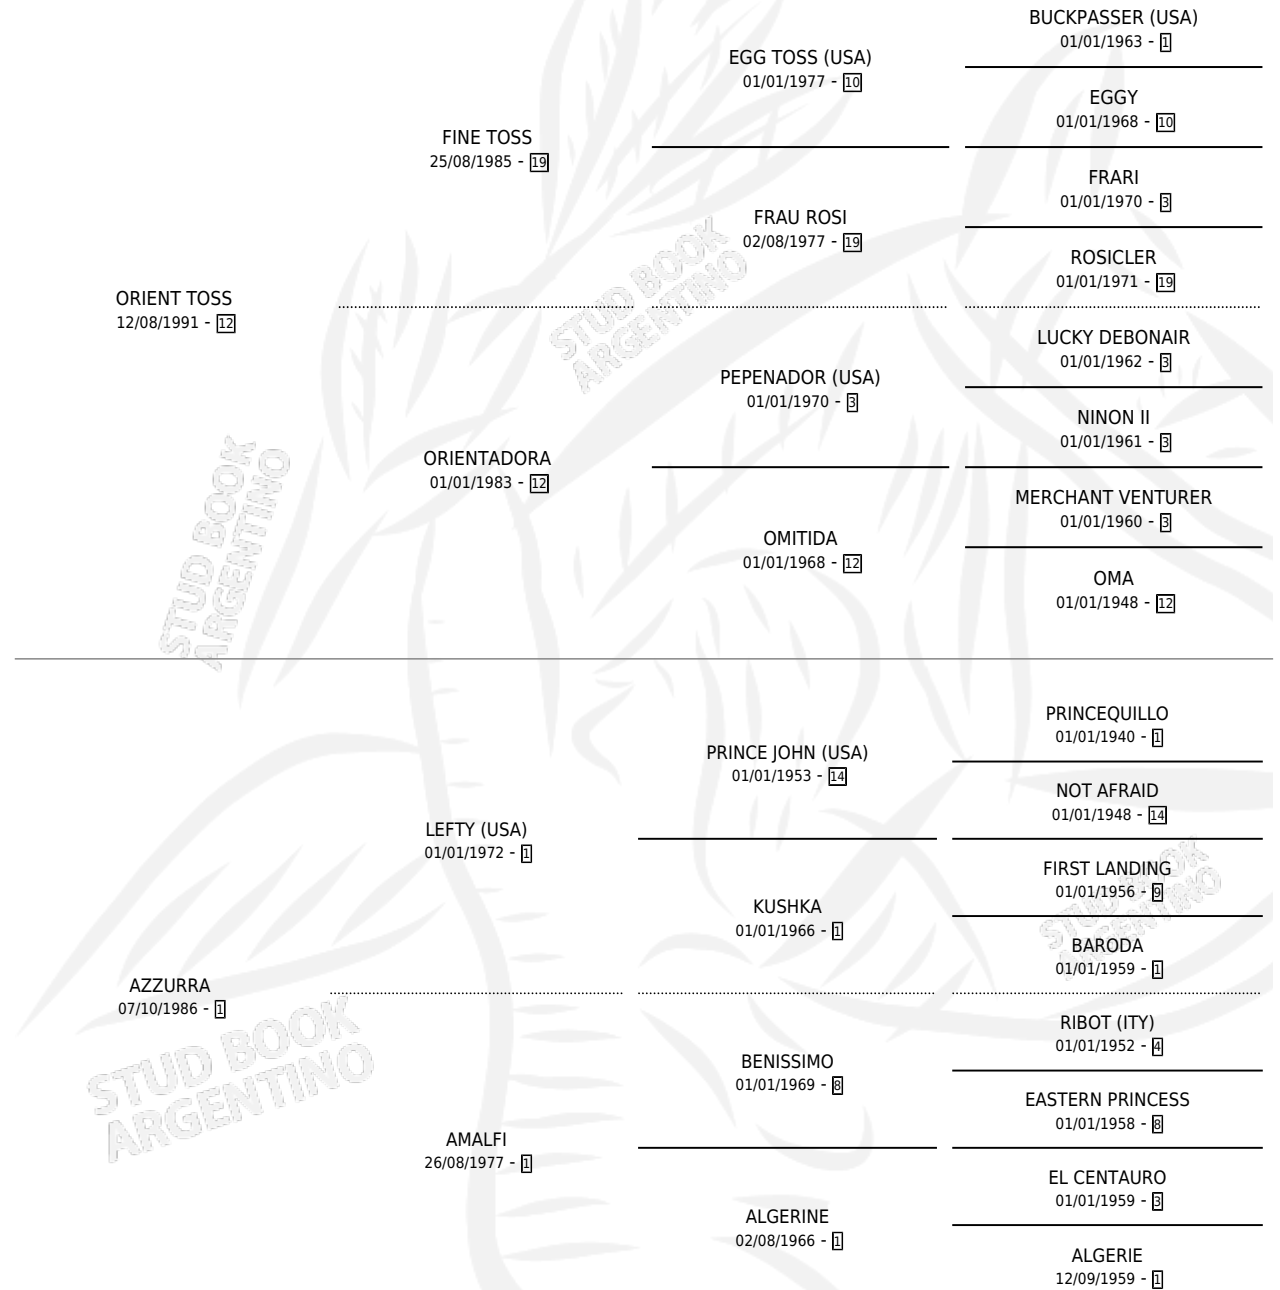 BUCKPASSER (USA)
01/01/1963 - 1
EGG TOSS (USA)
01/01/1977 - 10
EGGY
01/01/1968 - 10
FINE TOSS
25/08/1985 - 19
FRARI
01/01/1970 - 3
FRAU ROSI
02/08/1977 - 19
ROSICLER
01/01/1971 - 19
ORIENT TOSS
12/08/1991 - 12
LUCKY DEBONAIR
01/01/1962 - 3
PEPENADOR (USA)
01/01/1970 - 3
NINON II
01/01/1961 - 3
ORIENTADORA
01/01/1983 - 12
MERCHANT VENTURER
01/01/1960 - 3
OMITIDA
01/01/1968 - 12
OMA
01/01/1948 - 12
PRINCEQUILLO
01/01/1940 - 1
PRINCE JOHN (USA)
01/01/1953 - 14
NOT AFRAID
01/01/1948 - 14
LEFTY (USA)
01/01/1972 - 1
FIRST LANDING
01/01/1956 - 9
KUSHKA
01/01/1966 - 1
BARODA
01/01/1959 - 1
AZZURRA
07/10/1986 - 1
RIBOT (ITY)
01/01/1952 - 4
BENISSIMO
01/01/1969 - 8
EASTERN PRINCESS
01/01/1958 - 8
AMALFI
26/08/1977 - 1
EL CENTAURO
01/01/1959 - 3
ALGERINE
02/08/1966 - 1
ALGERIE
12/09/1959 - 1
STUD BOOK
ARGENTINO
STUD BOOK
ARGENTINO
STUD BOOK
ARGENTINO
STUD BOOK
ARGENTINO